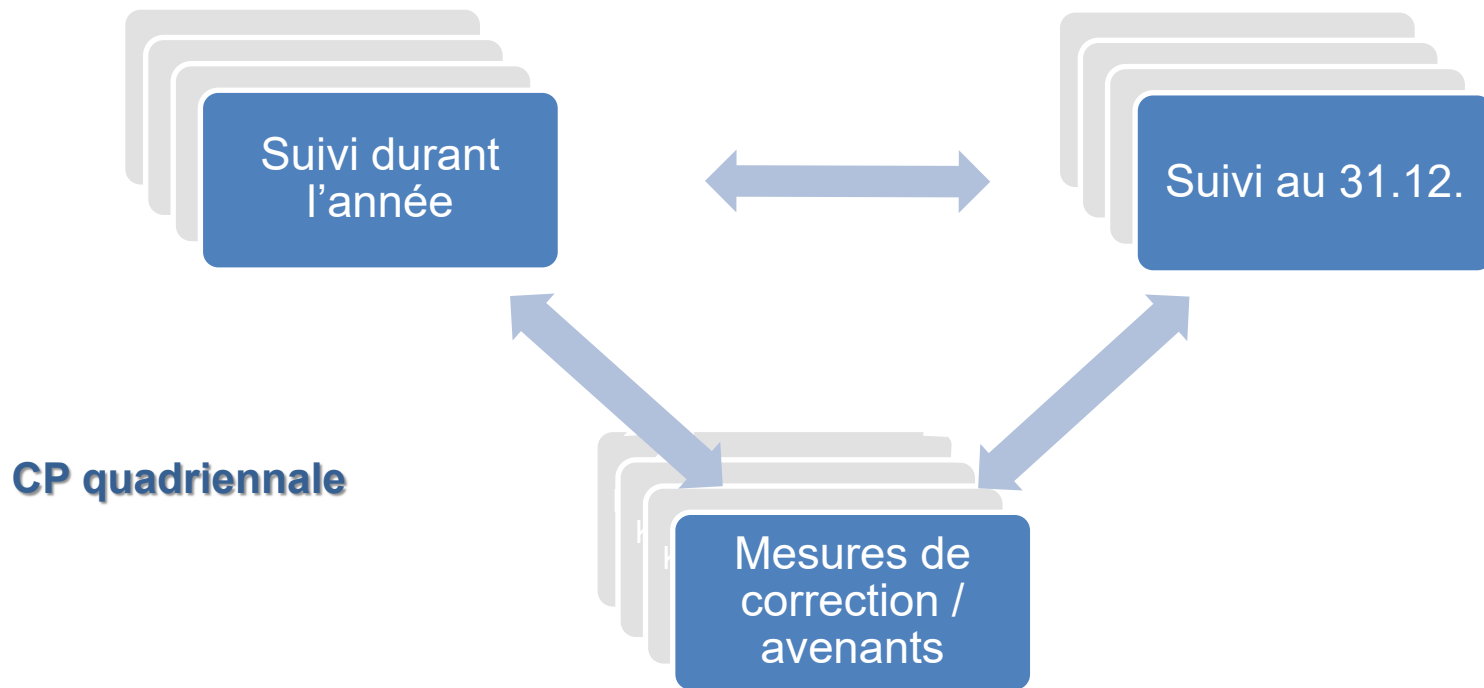 Suivi durant
l’année
Suivi au 31.12.
CP quadriennale
Mesures de
correction /
avenants